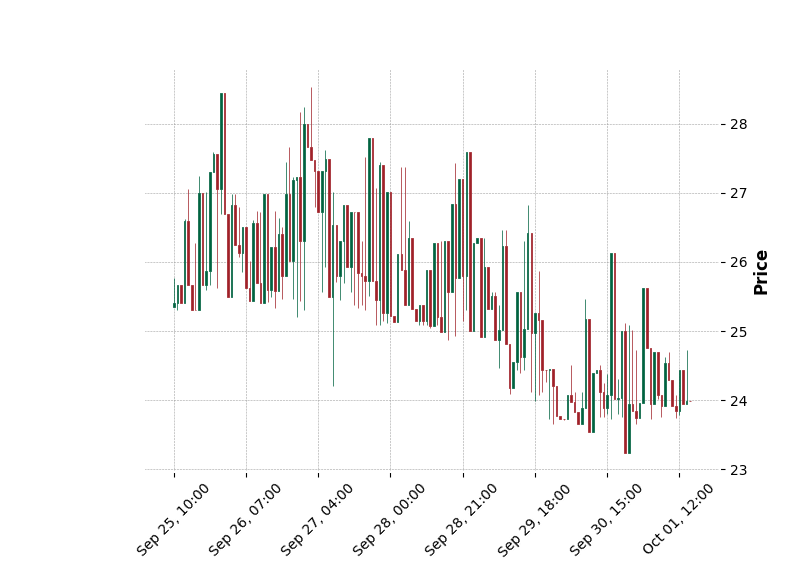 28
27
26
25
24
23
Price
Sep 25, 10:00
Sep 26, 07:00
Sep 27, 04:00
Sep 28, 00:00
Sep 28, 21:00
Sep 29, 18:00
Sep 30, 15:00
Oct 01, 12:00